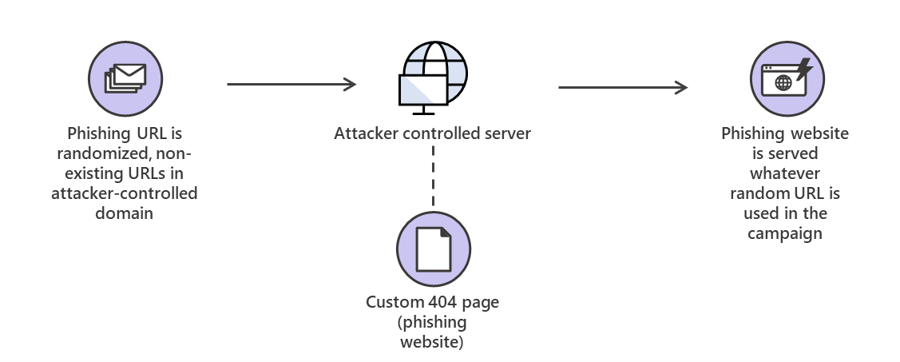 Phishing URL is
randomized, non-
existing URLs in
attacker-controlled
domain
Attacker controlled server
Custom 404 page
(phishing
website)
Phishing website
is served
whatever
random URL is
used in the
campaign